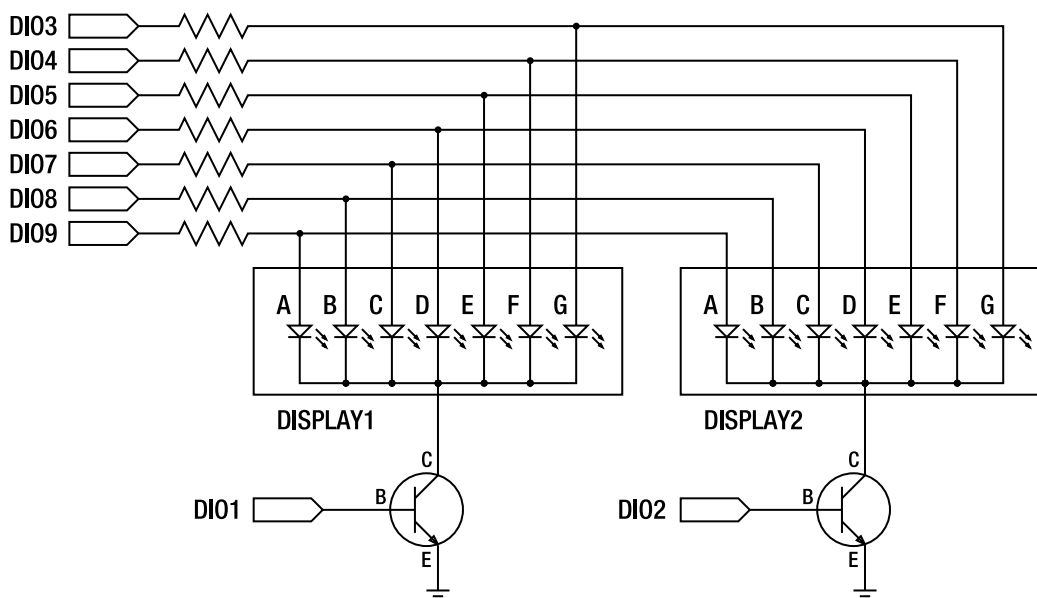 DIO3
DIO4
DIO5
DIO6
DIO7
DIO8
DIO9
A B C D E F G
A B C D E F G
DISPLAY1
DISPLAY2
C
C
DIO1
B
DIO2
B
E
E